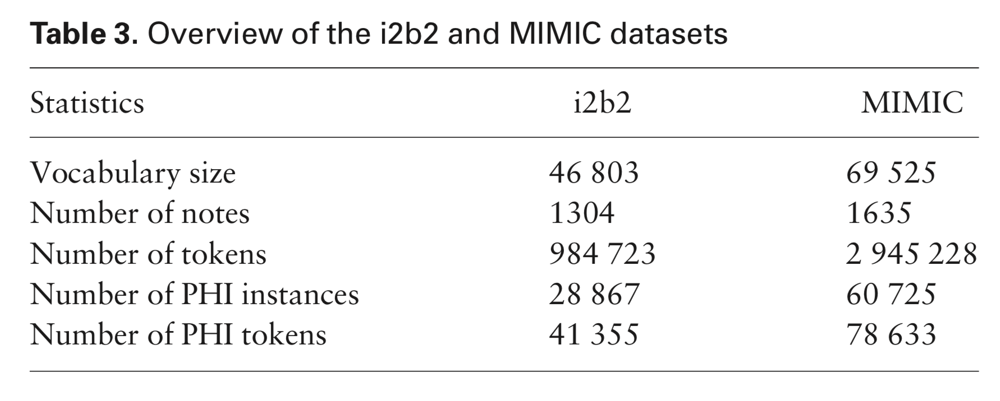 Table 3. Overview of the i2b2 and MIMIC datasets
Statistics i2b2 MIMIC
Vocabulary size 46 803 69 525
Number of notes 1304 1635
Number of tokens 984 723 2 945 228
Number of PHI instances 28 867 60 725
Number of PHI tokens 41 355 78 633